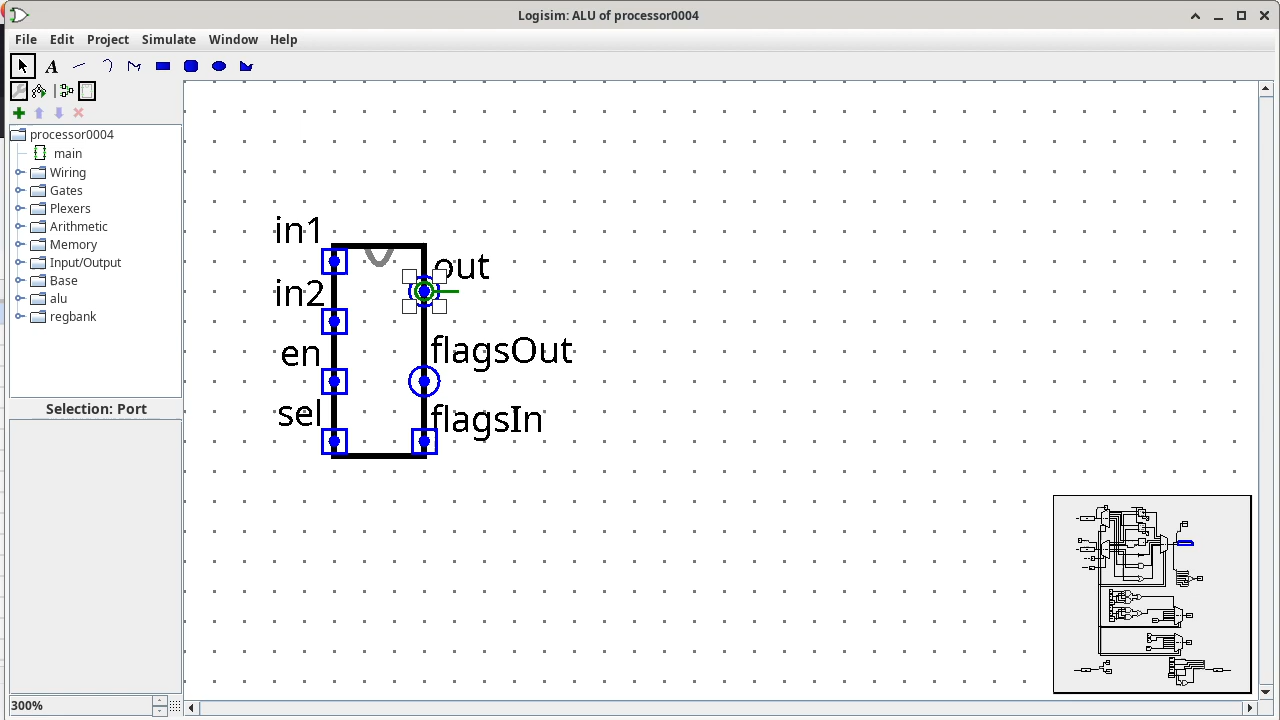 Logisim: ALU of processor0004
File Edit Project Simulate Window Help
A
processor0004
main
Wiring
Gates
Plexers
Arithmetic
Memory
Input/Output
Base
alu
regbank
Selection: Port
300%
in1
out
in2
flagsOut
en
sel
flagsIn